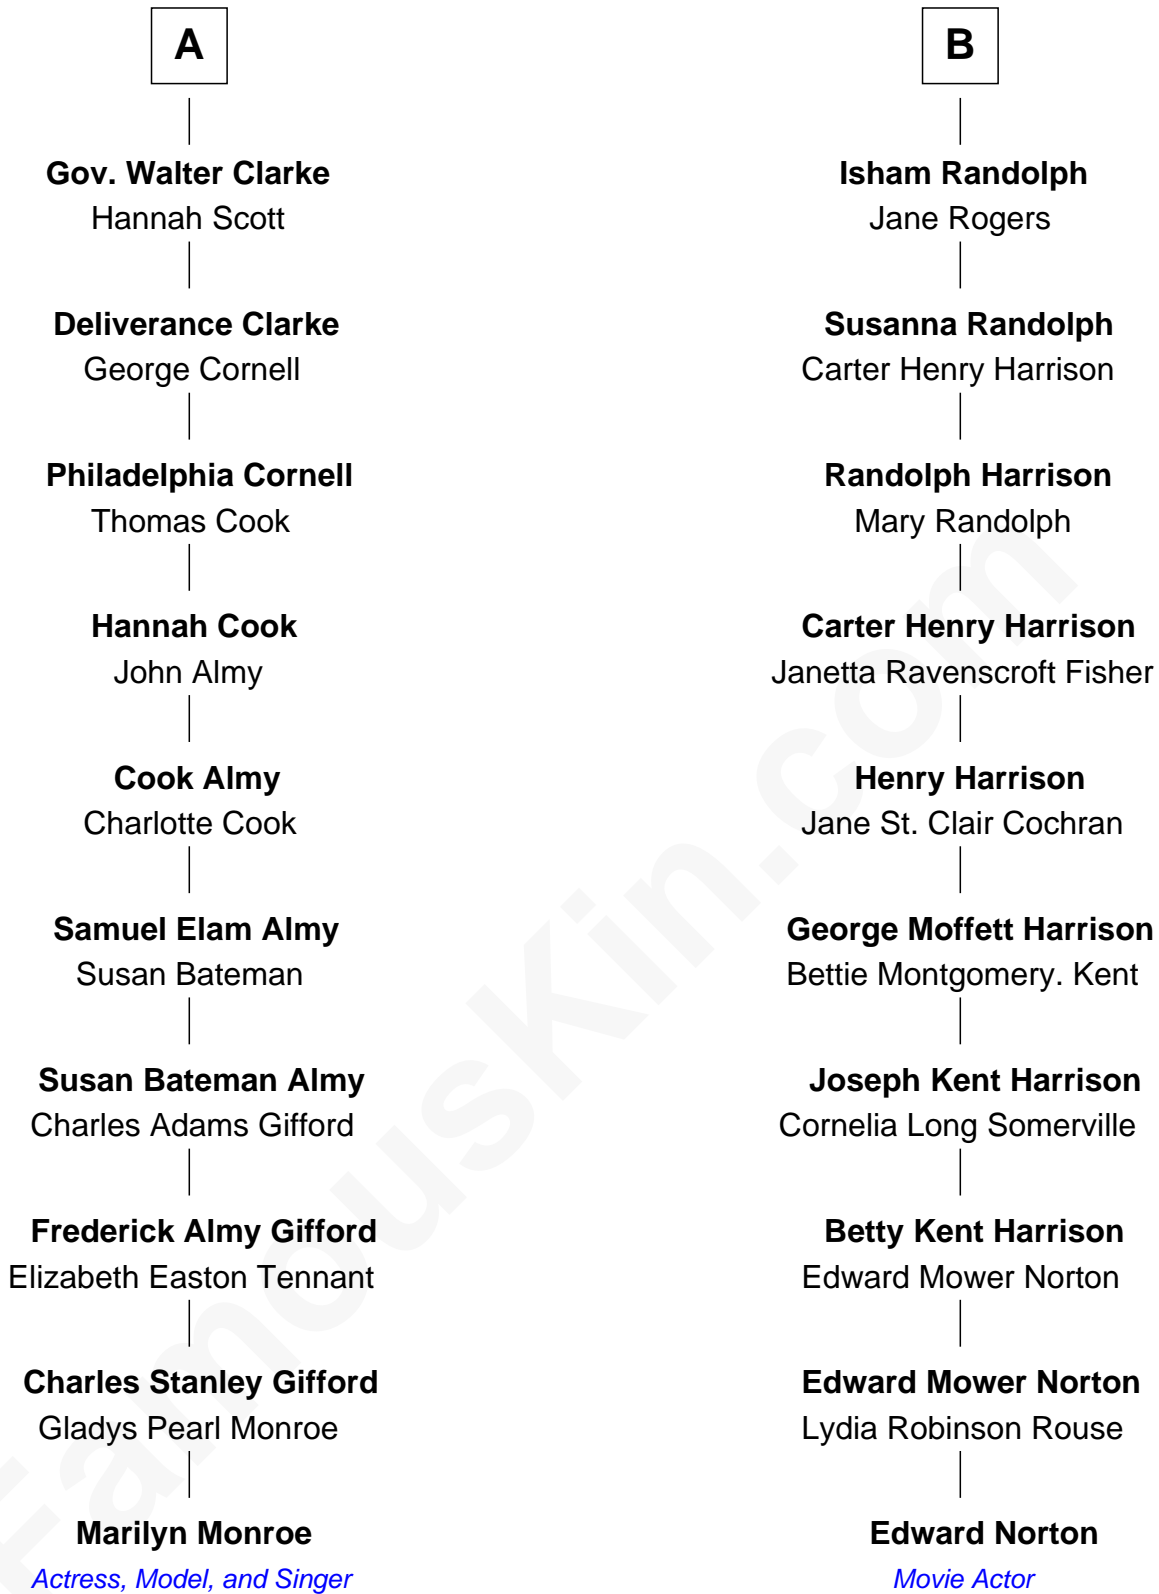 A
Gov. Walter Clarke
Hannah Scott
Deliverance Clarke
George Cornell
Philadelphia Cornell
Thomas Cook
Hannah Cook
John Almy
Cook Almy
Charlotte Cook
Samuel Elam Almy
Susan Bateman
Susan Bateman Almy
Charles Adams Gifford
Frederick Almy Gifford
Elizabeth Easton Tennant
Charles Stanley Gifford
Gladys Pearl Monroe
Marilyn Monroe
Actress, Model, and Singer
B
Isham Randolph
Jane Rogers
Susanna Randolph
Carter Henry Harrison
Randolph Harrison
Mary Randolph
Carter Henry Harrison
Janetta Ravenscroft Fisher
Henry Harrison
Jane St. Clair Cochran
George Moffett Harrison
Bettie Montgomery. Kent
Joseph Kent Harrison
Cornelia Long Somerville
Betty Kent Harrison
Edward Mower Norton
Edward Mower Norton
Lydia Robinson Rouse
Edward Norton
Movie Actor
FamousKin.com